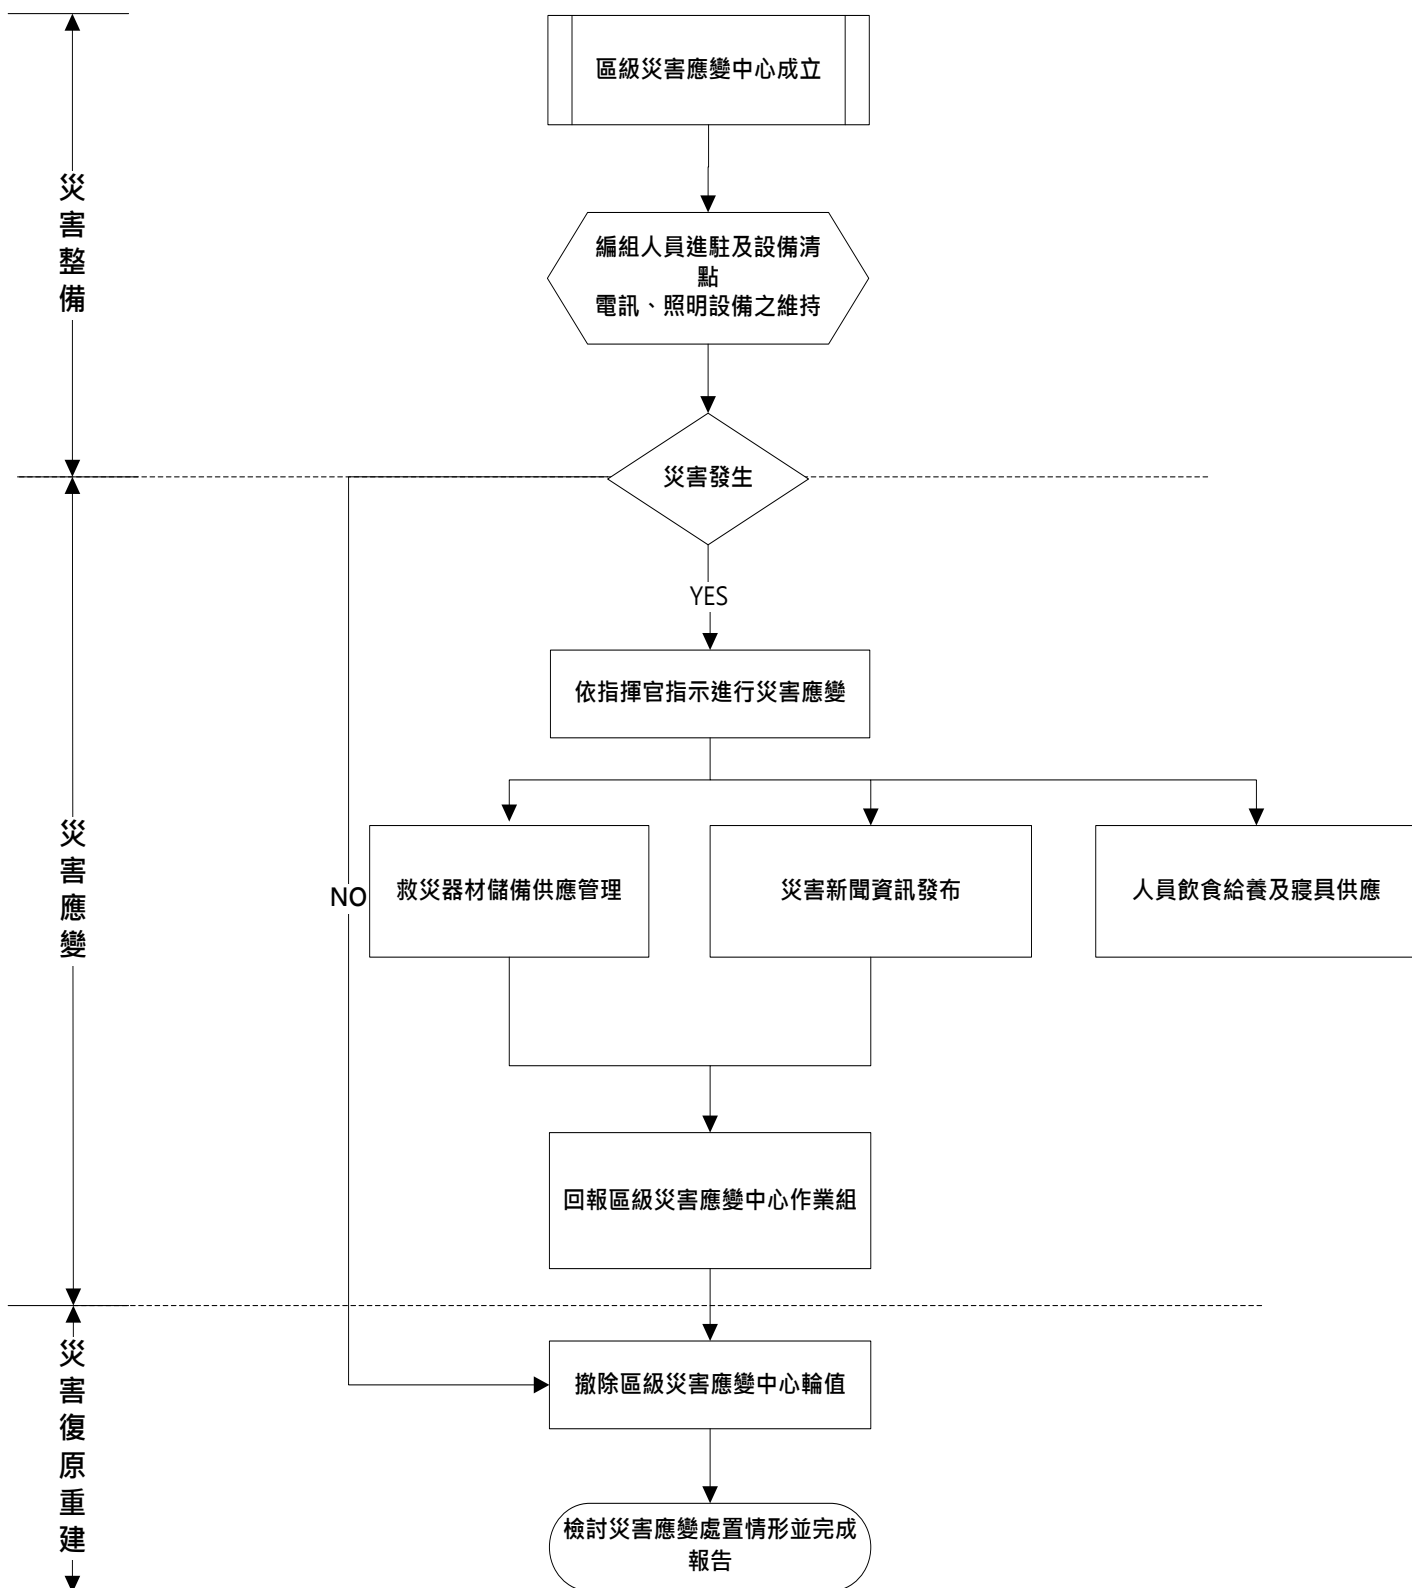 區級災害應變中心成立
災害整備
編組人員進駐及設備清
點
電訊、照明設備之維持
災害發生
YES
依指揮官指示進行災害應變
災害應變
NO
救災器材儲備供應管理
災害新聞資訊發布
人員飲食給養及寢具供應
回報區級災害應變中心作業組
災害復原重建
撤除區級災害應變中心輪值
檢討災害應變處置情形並完成
報告